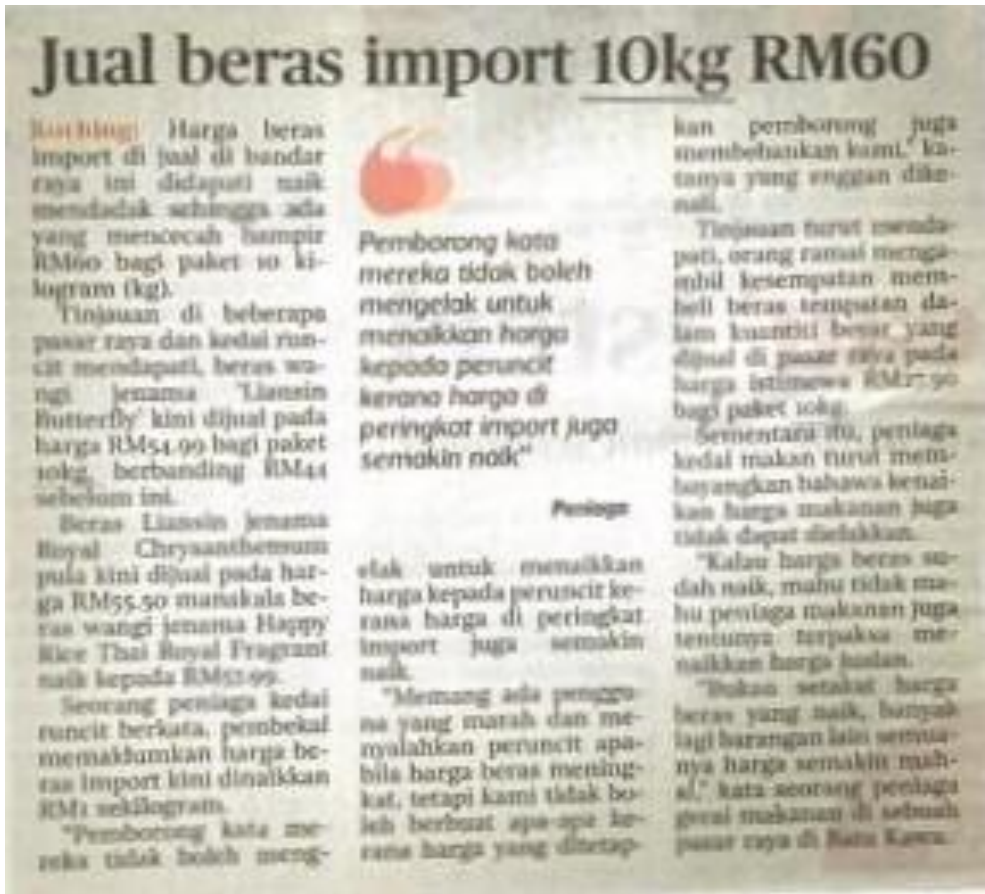 Jual beras import 10kg RM60
Kuching: Harga beras
import di jual di bandar
raya ini didapati naik
mendadak sehingga ada
yang mencecah hampir
RM60 bagi paket 10 ki-
logram (kg).
Tinjauan di beberapa
pasar raya dan kedai run-
cit mendapati, beras wa-
ngi jenama 'Liansin
Butterfly' kini dijual pada
harga RM54.99 bagi paket
10kg, berbanding RM44
sebelum ini.
Beras Liansin jenama
Royal Chrysanthemum
pula kini dijual pada har-
ga RM55.50 manakala be-
ras wangi jenama Happy
Rice Thai Royal Fragrant
naik kepada
Seorang peniaga kedai
runcit berkata, pembekal
memaklumkan harga be-
ras import kini dinaikkan
RM1 sekilogram.
"Pemborong kata me-
reka tidak boleh meng-
Pemborong kata
mereka tidak boleh
mengelak untuk
menaikkan harga
kepada peruncit
kerana harga di
peringkat import juga
semakin naik"
Peniaga
elak untuk menaikkan
harga kepada peruncit ke-
rana harga di peringkat
import juga semakin
naik.
"Memang ada penggu-
na yang marah dan me-
nyalahkan peruncit apa-
bila harga beras mening-
kat, tetapi kami tidak bo-
leh berbuat apa-apa ke-
rana harga yang ditetap-
kan pemborong juga
membebankan kami," ka-
tanya yang enggan dike-
nali.
Tinjauan turut menda-
pati, orang ramai menga-
mbil kesempatan mem-
beli beras tempatan da-
lam kuantiti besar yang
dijual di pasar raya pada
harga istimewa RM27.90
bagi paket 10kg.
Sementara itu, peniaga
kedai makan turut mem-
bayangkan bahawa kenai-
kan harga makanan juga
tidak dapat dielakkan.
"Kalau harga beras su-
dah naik, mahu tidak ma-
hu peniaga makanan juga
tentunya terpaksa me-
naikkan harga jualan.
"Bukan setakat harga
beras yang naik, banyak
lagi barangan lain semua-
nya harga semakin mah-
al," kata seorang peniaga
gerai makanan di sebuah
pasar raya di Batu Kawa.